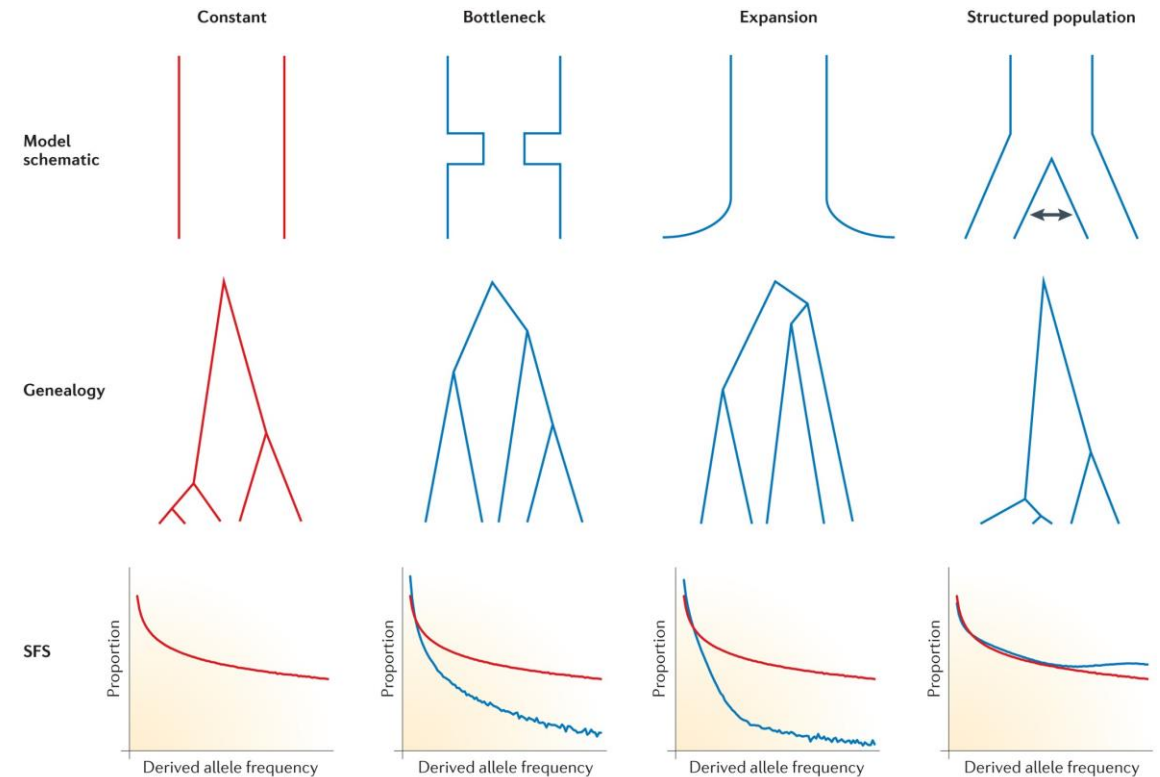 Constant
Bottleneck
Expansion
Structured population
Model
schematic
Genealogy
SFS
Proportion
Derived allele frequency
Proportion
Derived allele frequency
Proportion
Derived allele frequency
Proportion
Derived allele frequency